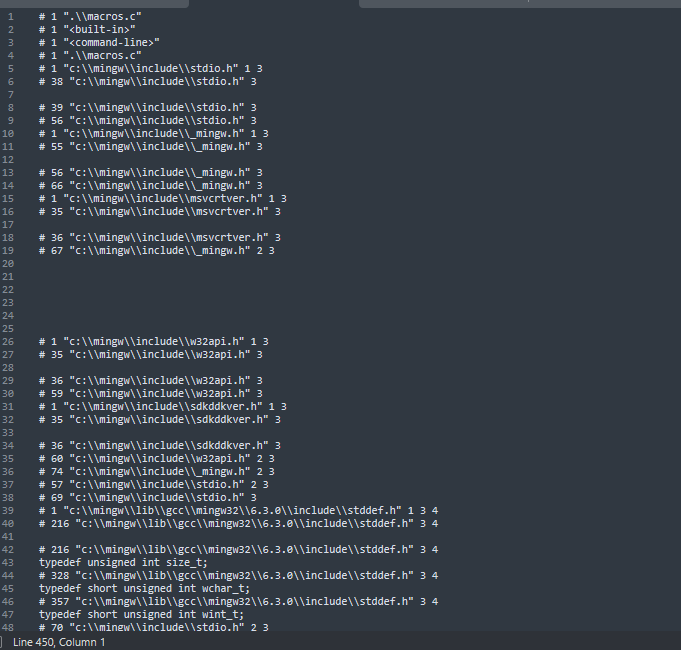 1 # 1 ".\\macros.c"
2 # 1 "<built-in>"
3 # 1 "<command-line>"
4 # 1 ".\\macros.c"
5 # 1 "c:\\mingw\\include\\stdio.h" 1 3
6 # 38 "c:\\mingw\\include\\stdio.h" 3
7
8 # 39 "c:\\mingw\\include\\stdio.h" 3
9 # 56 "c:\\mingw\\include\\stdio.h" 3
10 # 1 "c:\\mingw\\include\\_mingw.h" 1 3
11 # 55 "c:\\mingw\\include\\_mingw.h" 3
12
13 # 56 "c:\\mingw\\include\\_mingw.h" 3
14 # 66 "c:\\mingw\\include\\_mingw.h" 3
15 # 1 "c:\\mingw\\include\\msvcrtver.h" 1 3
16 # 35 "c:\\mingw\\include\\msvcrtver.h" 3
17
18 # 36 "c:\\mingw\\include\\msvcrtver.h" 3
19 # 67 "c:\\mingw\\include\\_mingw.h" 2 3
20
21
22
23
24
25
26 # 1 "c:\\mingw\\include\\w32api.h" 1 3
27 # 35 "c:\\mingw\\include\\w32api.h" 3
28
29 # 36 "c:\\mingw\\include\\w32api.h" 3
30 # 59 "c:\\mingw\\include\\w32api.h" 3
31 # 1 "c:\\mingw\\include\\sdkddkver.h" 1 3
32 # 35 "c:\\mingw\\include\\sdkddkver.h" 3
33
34 # 36 "c:\\mingw\\include\\sdkddkver.h" 3
35 # 60 "c:\\mingw\\include\\w32api.h" 2 3
36 # 74 "c:\\mingw\\include\\_mingw.h" 2 3
37 # 57 "c:\\mingw\\include\\stdio.h" 2 3
38 # 69 "c:\\mingw\\include\\stdio.h" 3
39 # 1 "c:\\mingw\\lib\\gcc\\mingw32\\6.3.0\\include\\stddef.h" 1 3 4
40 # 216 "c:\\mingw\\lib\\gcc\\mingw32\\6.3.0\\include\\stddef.h" 3 4
41
42 # 216 "c:\\mingw\\lib\\gcc\\mingw32\\6.3.0\\include\\stddef.h" 3 4
43 typedef unsigned int size_t;
44 # 328 "c:\\mingw\\lib\\gcc\\mingw32\\6.3.0\\include\\stddef.h" 3 4
45 typedef short unsigned int wchar_t;
46 # 357 "c:\\mingw\\lib\\gcc\\mingw32\\6.3.0\\include\\stddef.h" 3 4
47 typedef short unsigned int wint_t;
48 # 70 "c:\\mingw\\include\\stdio.h" 2 3
Line 450, Column 1